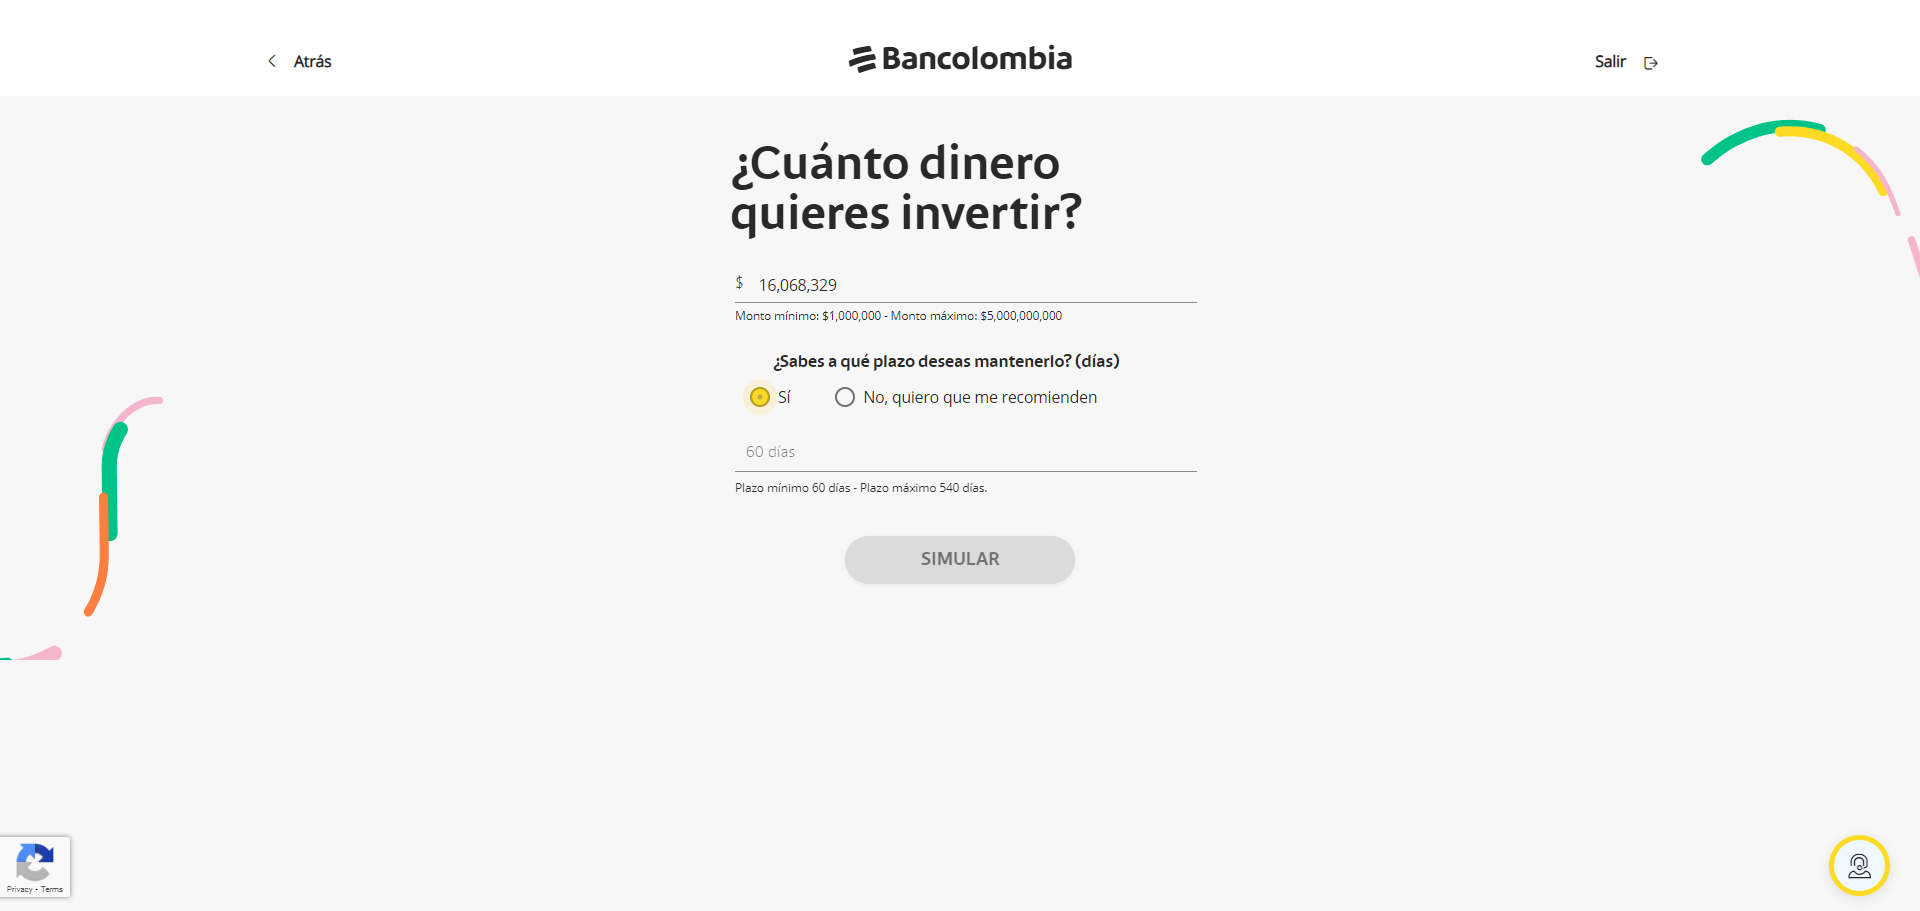 Atrás
Bancolombia
Salir
¿Cuánto dinero
quieres invertir?
$ 16,068,329
Monto mínimo: $1,000,000 - Monto máximo: $5,000,000,000
¿Sabes a qué plazo deseas mantenerlo? (días)
Sí
No, quiero que me recomienden
60 días
Plazo mínimo 60 días - Plazo máximo 540 días.
SIMULAR
Privacy - Terms